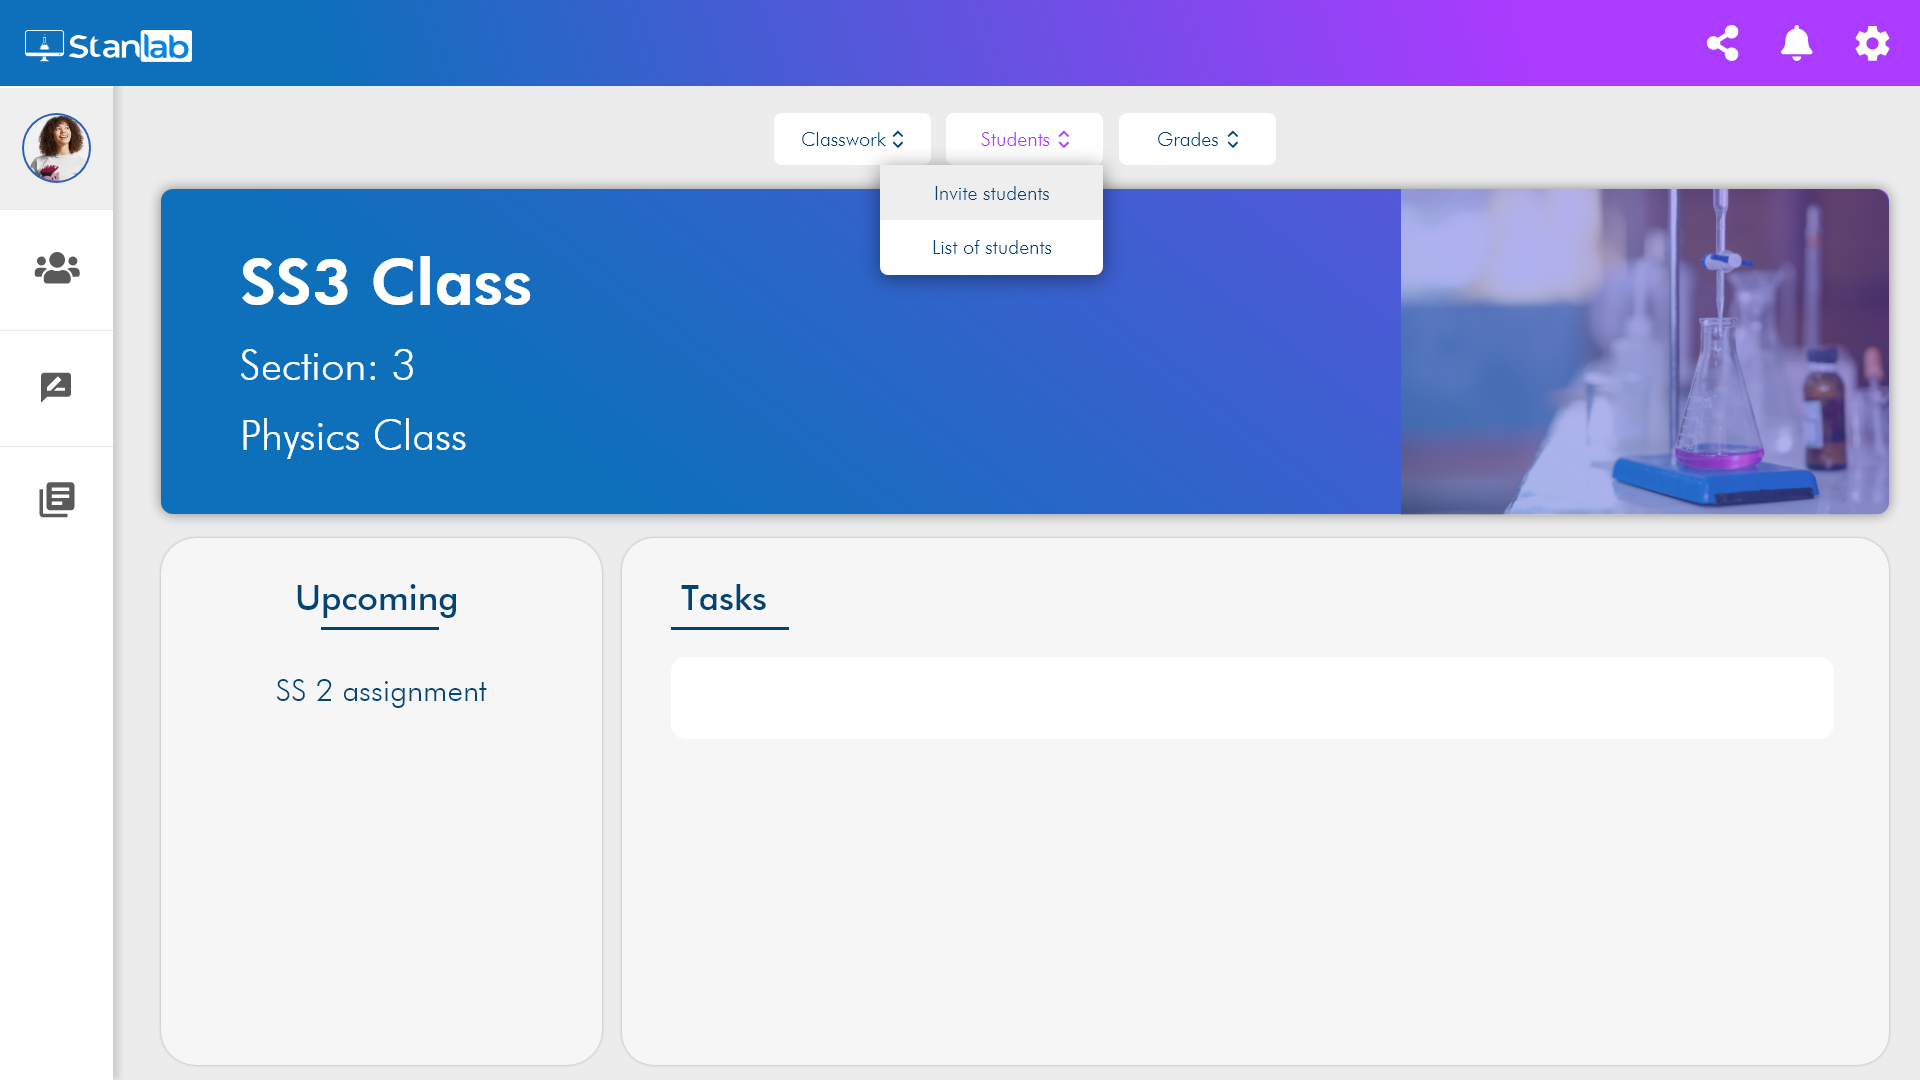 Stanlab
Classwork
Students
Grades
Invite students
List of students
SS3 Class
Section: 3
Physics Class
Upcoming
SS 2 assignment
Tasks